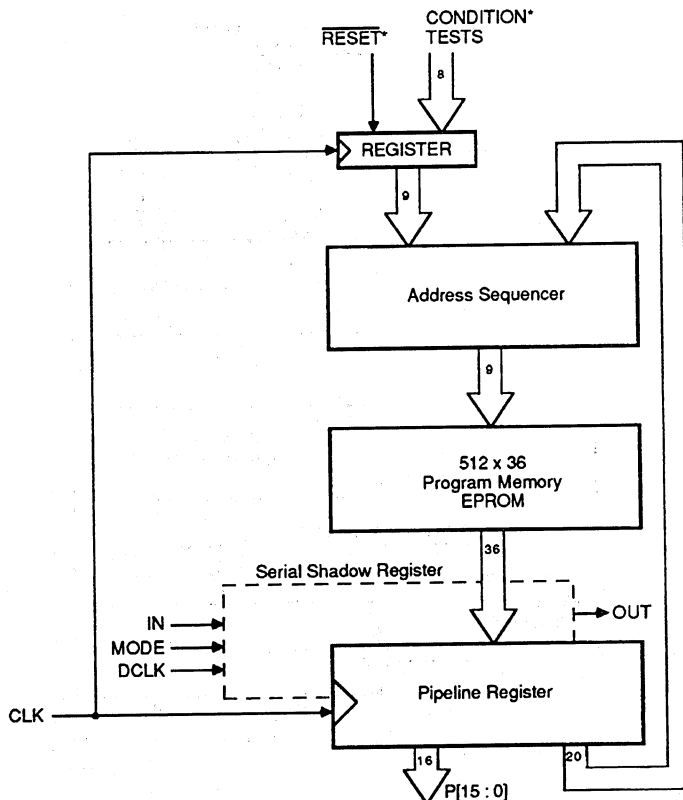 RESET*
CONDITION*
TESTS
8
REGISTER
9
Address Sequencer
9
512 x 36
Program Memory
EPROM
36
Serial Shadow Register
IN
OUT
MODE
DCLK
Pipeline Register
CLK
16
20
P[15 : 0]